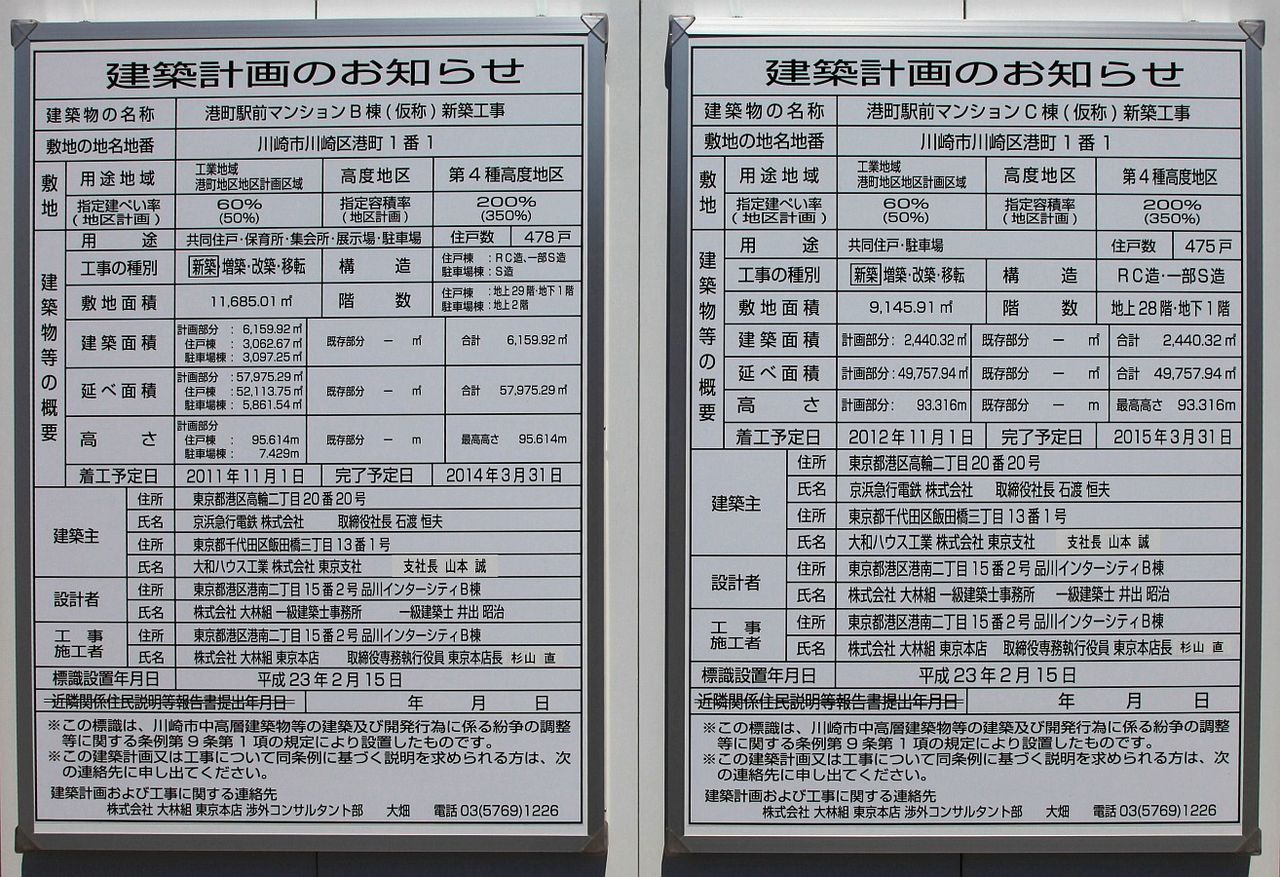 建築計画のお知らせ
建築物の名称 港町駅前マンションB棟(仮称)新築工事
敷地の地名地番 川崎市川崎区港町1番1
敷地
用途地域 工業地域
港町地区地区計画区域
高度地区 第4種高度地区
指定建ぺい率
(地区計画)
60%
(50%)
指定容積率
(地区計画)
200%
(350%)
建築物等の概要
用途 共同住戸・保育所・集会所・展示場・駐車場 住戸数 478戸
工事の種別 新築・増築・改築・移転 構造 住戸棟:RC造、一部S造
駐車場棟:S造
敷地面積 11,685.01㎡ 階数 住戸棟:地上29階・地下1階
駐車場棟:地上2階
建築面積 計画部分:6,159.92㎡
住戸棟:3,062.67㎡
駐車場棟:3,097.25㎡
既存部分 ー ㎡ 合計 6,159.92㎡
延べ面積 計画部分:57,975.29㎡
住戸棟:52,113.75㎡
駐車場棟:5,861.54㎡
既存部分 ー ㎡ 合計 57,975.29㎡
高さ 計画部分
住戸棟:95.614m
駐車場棟:7.429m
既存部分 ー m 最高高さ 95.614m
着工予定日 2011年11月1日 完了予定日 2014年3月31日
建築主
住所 東京都港区高輪二丁目20番20号
氏名 京浜急行電鉄 株式会社 取締役社長 石渡 恒夫
住所 東京都千代田区飯田橋三丁目13番1号
氏名 大和ハウス工業 株式会社 東京支社 支社長 山本 誠
設計者
住所 東京都港区港南二丁目15番2号 品川インターシティB棟
氏名 株式会社 大林組 一級建築士事務所 一級建築士 井出 昭治
工事
施工者
住所 東京都港区港南二丁目15番2号 品川インターシティB棟
氏名 株式会社 大林組 東京本店 取締役専務執行役員 東京本店長 杉山 直
標識設置年月日 平成23年2月15日
近隣関係住民説明等報告書提出年月日 年 月 日
※この標識は、川崎市中高層建築物等の建築及び開発行為に係る紛争の調整
等に関する条例第9条第1項の規定により設置したものです。
※この建築計画又は工事について同条例に基づく説明を求められる方は、次
の連絡先に申し出てください。
建築計画および工事に関する連絡先
株式会社 大林組 東京本店 渉外コンサルタント部 大畑 電話 03(5769)1226
建築計画のお知らせ
建築物の名称 港町駅前マンションC棟(仮称)新築工事
敷地の地名地番 川崎市川崎区港町1番1
敷地
用途地域 工業地域
港町地区地区計画区域
高度地区 第4種高度地区
指定建ぺい率
(地区計画)
60%
(50%)
指定容積率
(地区計画)
200%
(350%)
建築物等の概要
用途 共同住戸・駐車場 住戸数 475戸
工事の種別 新築・増築・改築・移転 構造 RC造・一部S造
敷地面積 9,145.91㎡ 階数 地上28階・地下1階
建築面積 計画部分:2,440.32㎡ 既存部分 ー ㎡ 合計 2,440.32㎡
延べ面積 計画部分:49,757.94㎡ 既存部分 ー ㎡ 合計 49,757.94㎡
高さ 計画部分:93.316m 既存部分 ー m 最高高さ 93.316m
着工予定日 2012年11月1日 完了予定日 2015年3月31日
建築主
住所 東京都港区高輪二丁目20番20号
氏名 京浜急行電鉄 株式会社 取締役社長 石渡 恒夫
住所 東京都千代田区飯田橋三丁目13番1号
氏名 大和ハウス工業 株式会社 東京支社 支社長 山本 誠
設計者
住所 東京都港区港南二丁目15番2号 品川インターシティB棟
氏名 株式会社 大林組 一級建築士事務所 一級建築士 井出 昭治
工事
施工者
住所 東京都港区港南二丁目15番2号 品川インターシティB棟
氏名 株式会社 大林組 東京本店 取締役専務執行役員 東京本店長 杉山 直
標識設置年月日 平成23年2月15日
近隣関係住民説明等報告書提出年月日 年 月 日
※この標識は、川崎市中高層建築物等の建築及び開発行為に係る紛争の調整
等に関する条例第9条第1項の規定により設置したものです。
※この建築計画又は工事について同条例に基づく説明を求められる方は、次
の連絡先に申し出てください。
建築計画および工事に関する連絡先
株式会社 大林組 東京本店 渉外コンサルタント部 大畑 電話 03(5769)1226